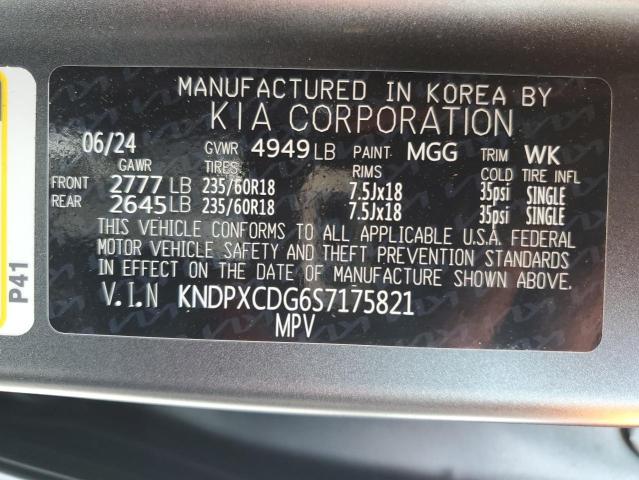 MANUFACTURED IN KOREA BY
KIA CORPORATION
06/24 GVWR 4949 LB PAINT: MGG TRIM WK
GAWR TIRES RIMS COLD TIRE INFL
FRONT 2777 LB 235/60R18 7.5Jx18 35psi SINGLE
REAR 2645 LB 235/60R18 7.5Jx18 35psi SINGLE
THIS VEHICLE CONFORMS TO ALL APPLICABLE U.S.A. FEDERAL
MOTOR VEHICLE SAFETY AND THEFT PREVENTION STANDARDS
IN EFFECT ON THE DATE OF MANUFACTURE SHOWN ABOVE.
V.I.N KNDPXCDG6S7175821
MPV
P41